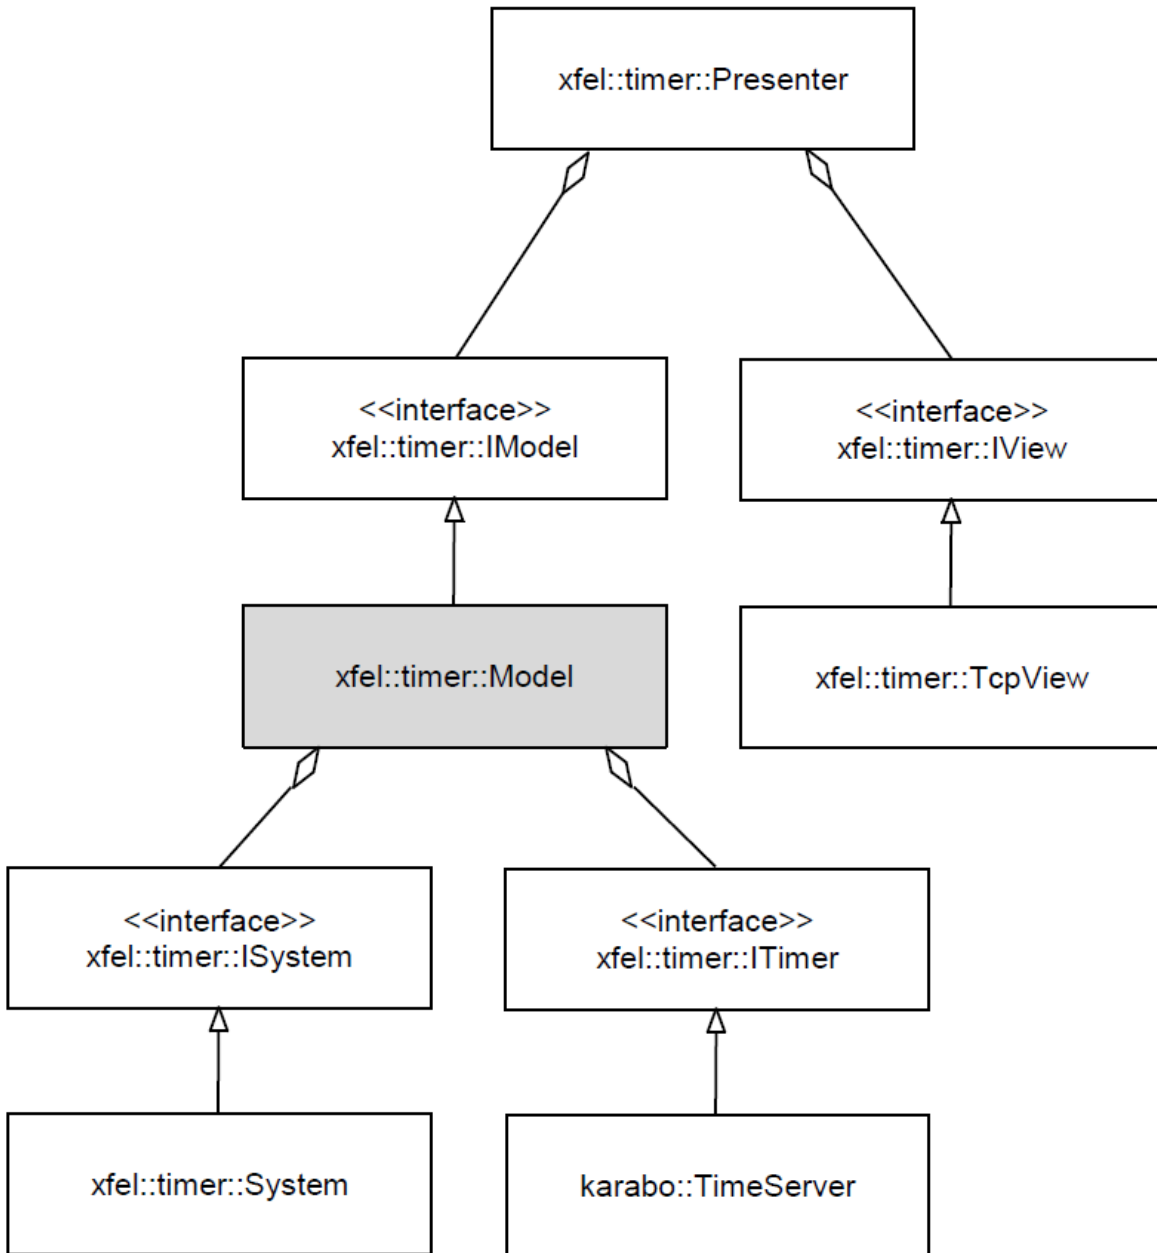 xfel::timer::Presenter
<<interface>>
xfel::timer::IModel
<<interface>>
xfel::timer::IView
xfel::timer::Model
xfel::timer::TcpView
<<interface>>
xfel::timer::ISystem
<<interface>>
xfel::timer::ITimer
xfel::timer::System
karabo::TimeServer